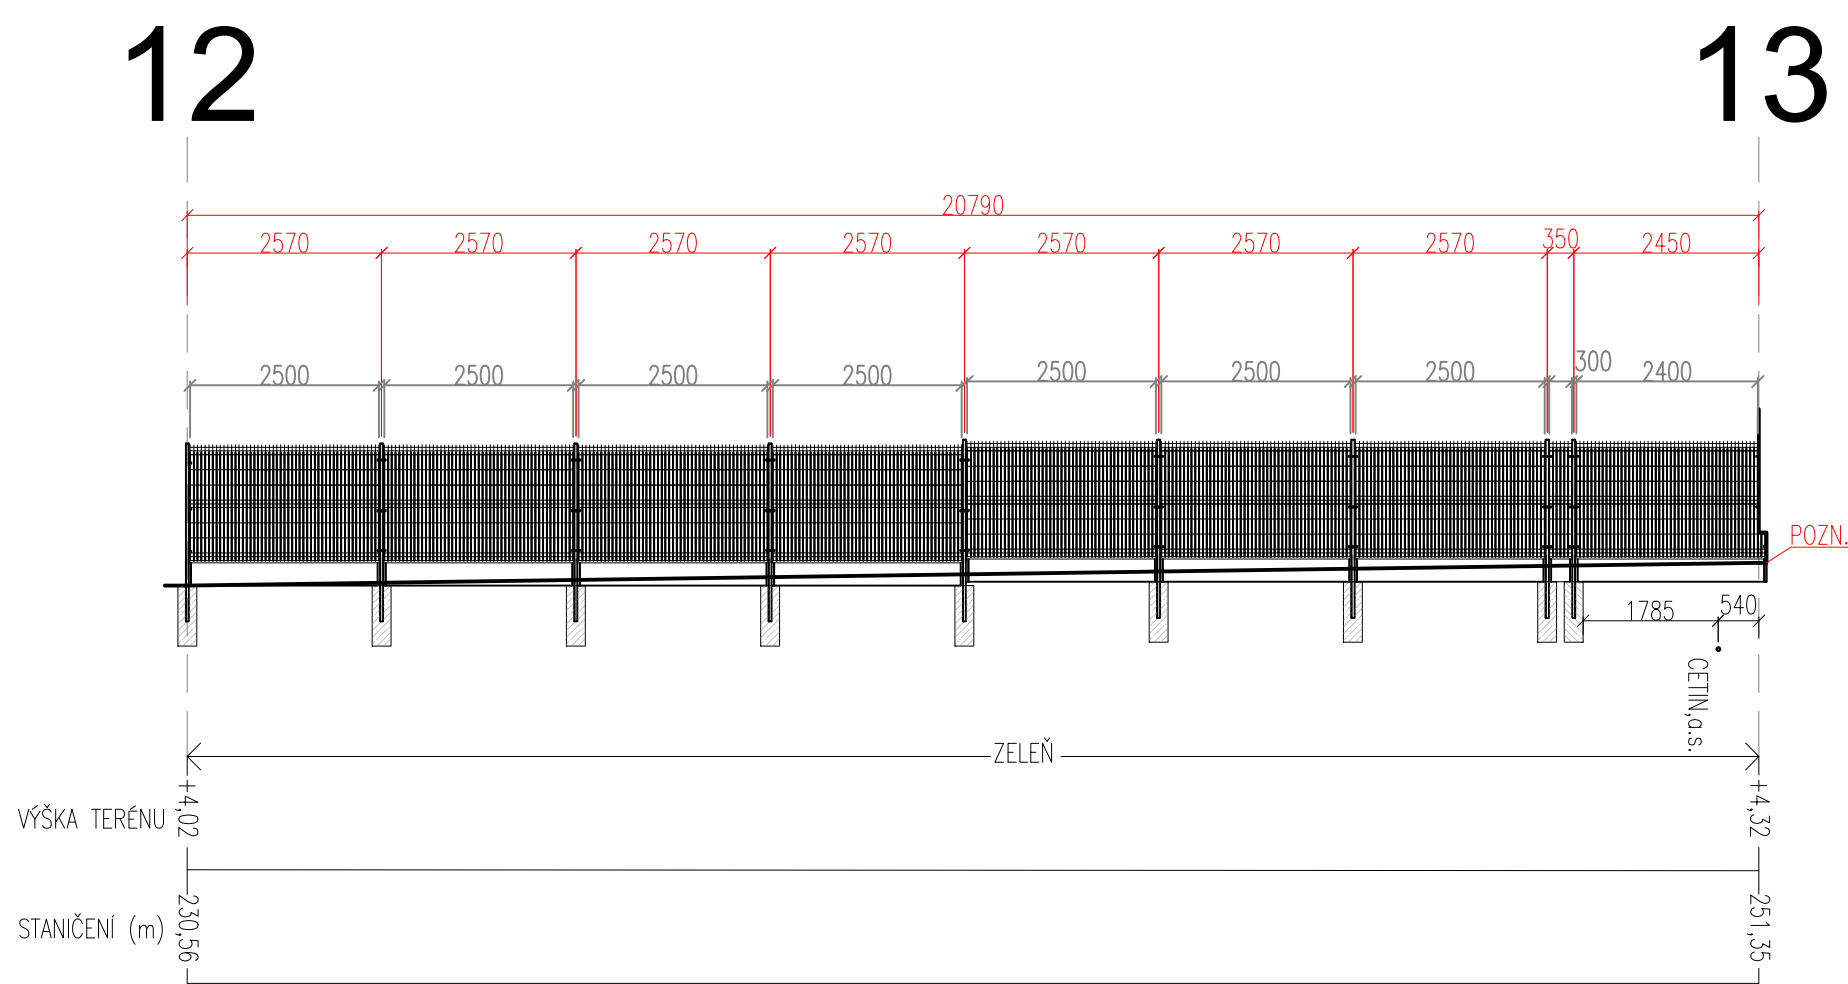 12 13
20790
2570 2570 2570 2570 2570 2570 2570 350 2450
2500 2500 2500 2500 2500 2500 2500 300 2400
POZN.
1785 540
CETIN,a.s.
ZELEŇ
VÝŠKA TERÉNU +4,02 +4,32
STANIČENÍ (m) 230,56 251,35